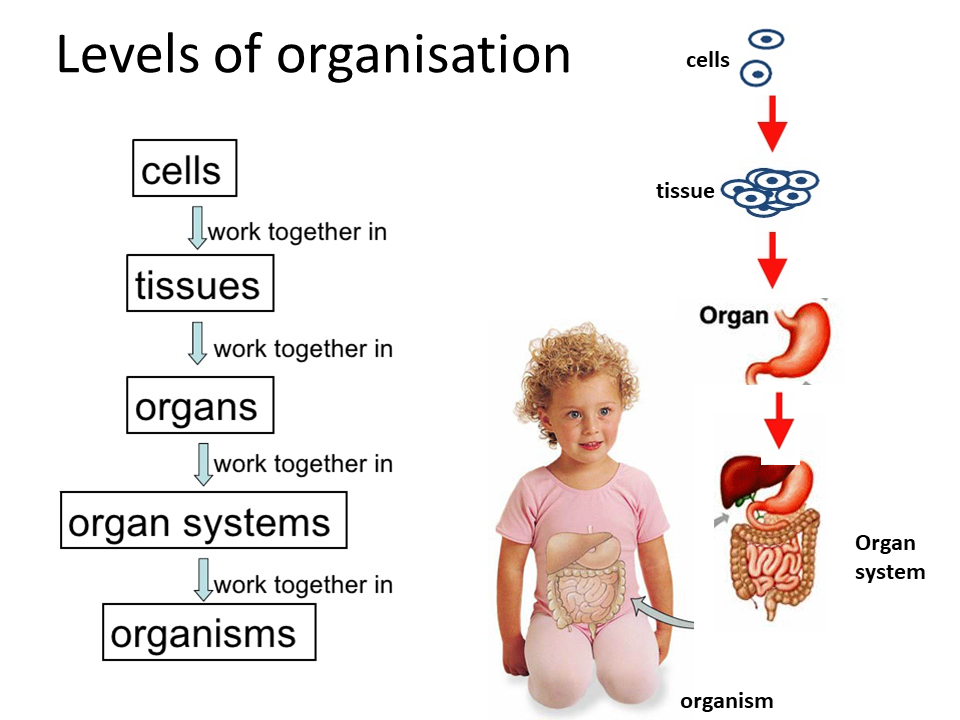 Levels of organisation
cells
work together in
tissues
work together in
organs
work together in
organ systems
work together in
organisms
cells
tissue
Organ
Organ
system
organism